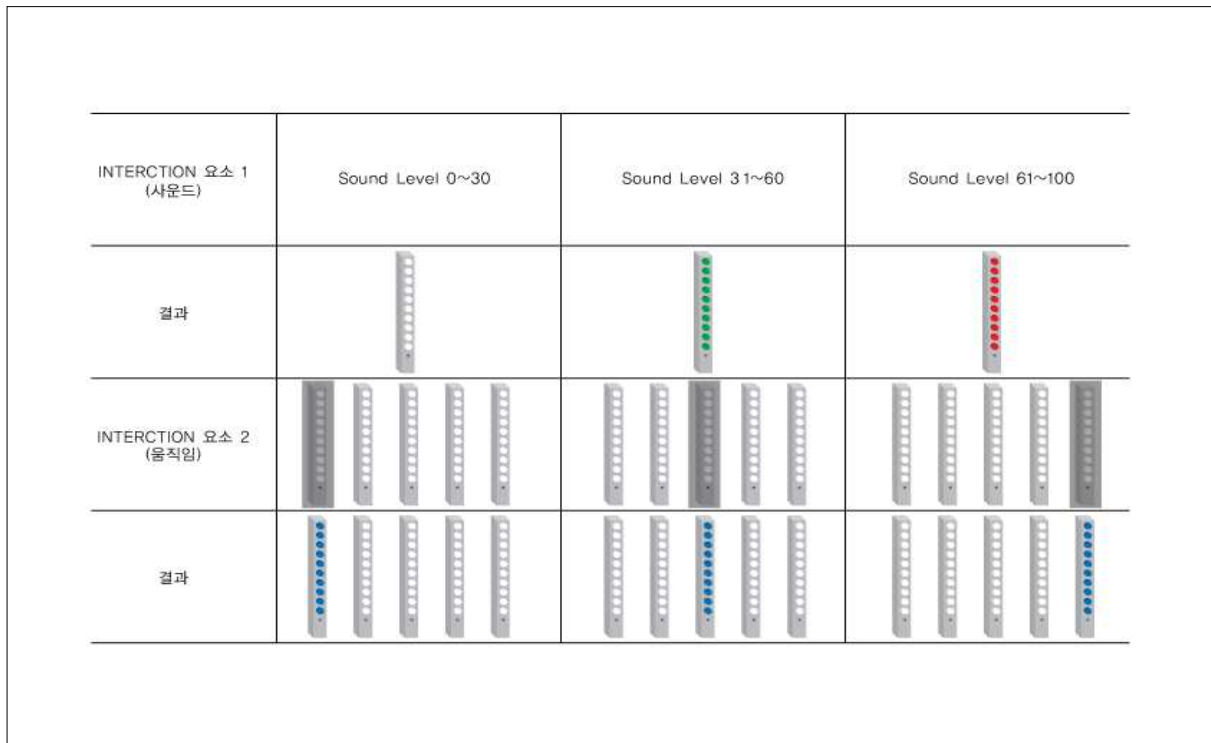 INTERCTION 요소 1
(사운드)
Sound Level 0~30
Sound Level 31~60
Sound Level 61~100
결과
INTERCTION 요소 2
(움직임)
결과